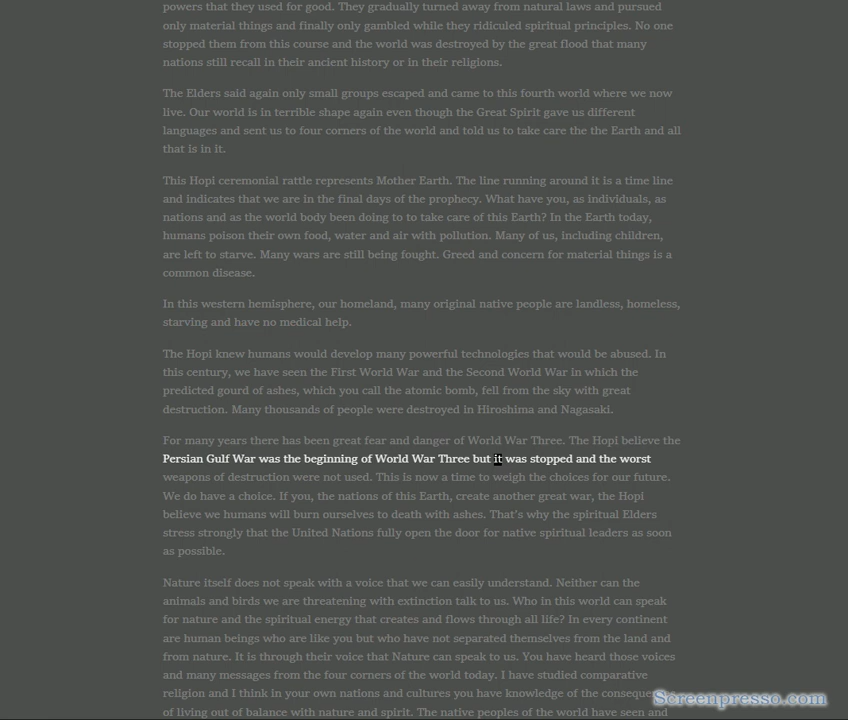 powers that they used for good. They gradually turned away from natural laws and pursued
only material things and finally only gambled while they ridiculed spiritual principles. No one
stopped them from this course and the world was destroyed by the great flood that many
nations still recall in their ancient history or in their religions.
The Elders said again only small groups escaped and came to this fourth world where we now
live. Our world is in terrible shape again even though the Great Spirit gave us different
languages and sent us to four corners of the world and told us to take care the the Earth and all
that is in it.
This Hopi ceremonial rattle represents Mother Earth. The line running around it is a time line
and indicates that we are in the final days of the prophecy. What have you, as individuals, as
nations and as the world body been doing to to take care of this Earth? In the Earth today,
humans poison their own food, water and air with pollution. Many of us, including children,
are left to starve. Many wars are still being fought. Greed and concern for material things is a
common disease.
In this western hemisphere, our homeland, many original native people are landless, homeless,
starving and have no medical help.
The Hopi knew humans would develop many powerful technologies that would be abused. In
this century, we have seen the First World War and the Second World War in which the
predicted gourd of ashes, which you call the atomic bomb, fell from the sky with great
destruction. Many thousands of people were destroyed in Hiroshima and Nagasaki.
For many years there has been great fear and danger of World War Three. The Hopi believe the
Persian Gulf War was the beginning of World War Three but it was stopped and the worst
weapons of destruction were not used. This is now a time to weigh the choices for our future.
We do have a choice. If you, the nations of this Earth, create another great war, the Hopi
believe we humans will burn ourselves to death with ashes. That's why the spiritual Elders
stress strongly that the United Nations fully open the door for native spiritual leaders as soon
as possible.
Nature itself does not speak with a voice that we can easily understand. Neither can the
animals and birds we are threatening with extinction talk to us. Who in this world can speak
for nature and the spiritual energy that creates and flows through all life? In every continent
are human beings who are like you but who have not separated themselves from the land and
from nature. It is through their voice that Nature can speak to us. You have heard those voices
and many messages from the four corners of the world today. I have studied comparative
religion and I think in your own nations and cultures you have knowledge of the
Screenpresso.com
of living out of balance with nature and spirit. The native peoples of the world have seen and